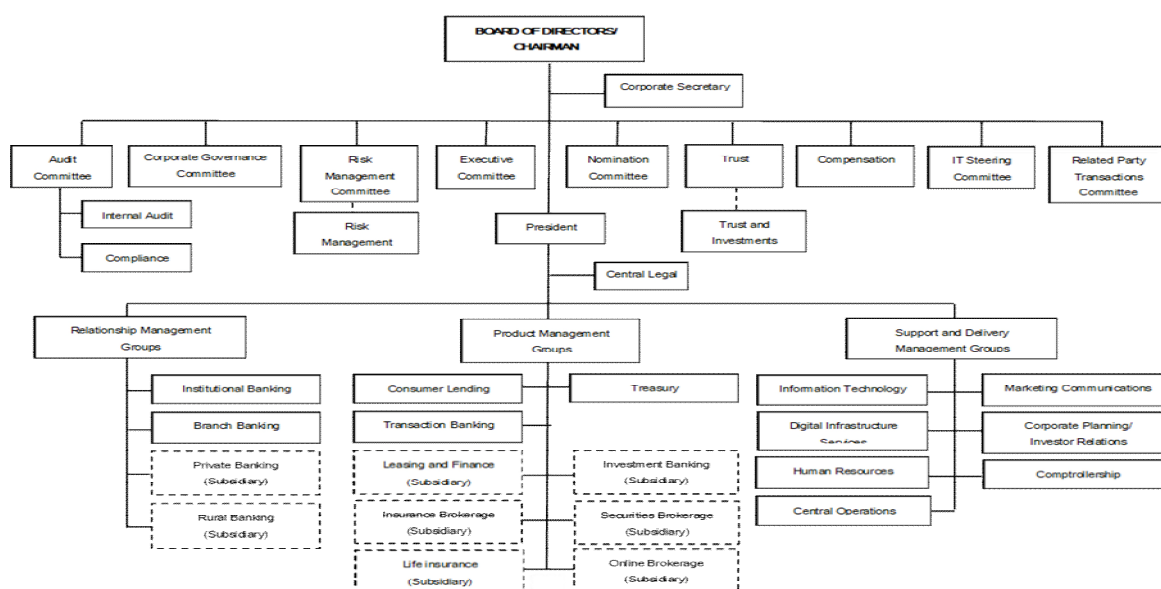 BOARD OF DIRECTORS/
CHAIRMAN
Corporate Secretary
Audit
Committee
Corporate Governance
Committee
Risk
Management
Committee
Executive
Committee
Nomination
Committee
Trust
Compensation
IT Steering
Committee
Related Party
Transactions
Committee
Internal Audit
Compliance
Risk
Management
President
Trust and
Investments
Central Legal
Relationship Management
Groups
Product Management
Groups
Support and Delivery
Management Groups
Institutional Banking
Branch Banking
Private Banking
(Subsidiary)
Rural Banking
(Subsidiary)
Consumer Lending
Treasury
Transaction Banking
Leasing and Finance
(Subsidiary)
Investment Banking
(Subsidiary)
Insurance Brokerage
(Subsidiary)
Securities Brokerage
(Subsidiary)
Life insurance
(Subsidiary)
Online Brokerage
(Subsidiary)
Information Technology
Marketing Communications
Digital Infrastructure
Services
Corporate Planning/
Investor Relations
Human Resources
Comptrollership
Central Operations